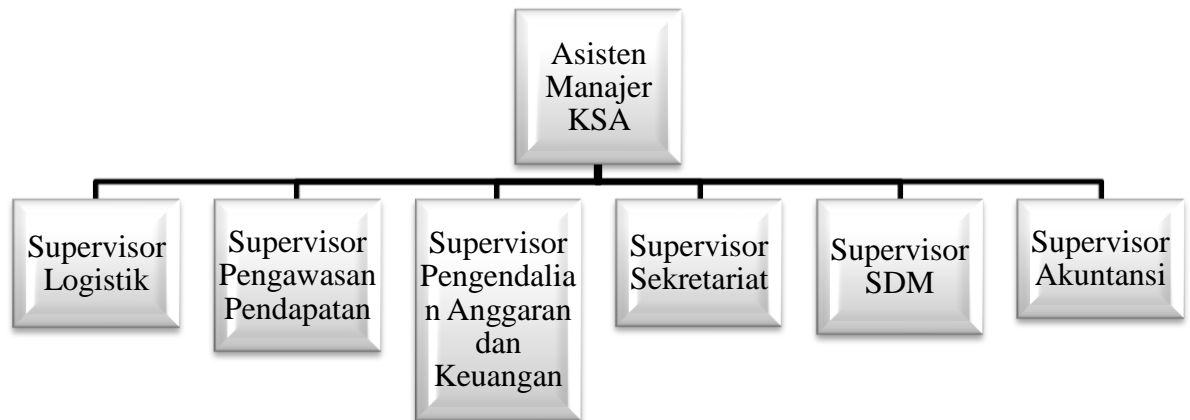 Asisten
Manajer
KSA
Supervisor
Logistik
Supervisor
Pengawasan
Pendapatan
Supervisor
Pengendalia
n Anggaran
dan
Keuangan
Supervisor
Sekretariat
Supervisor
SDM
Supervisor
Akuntansi